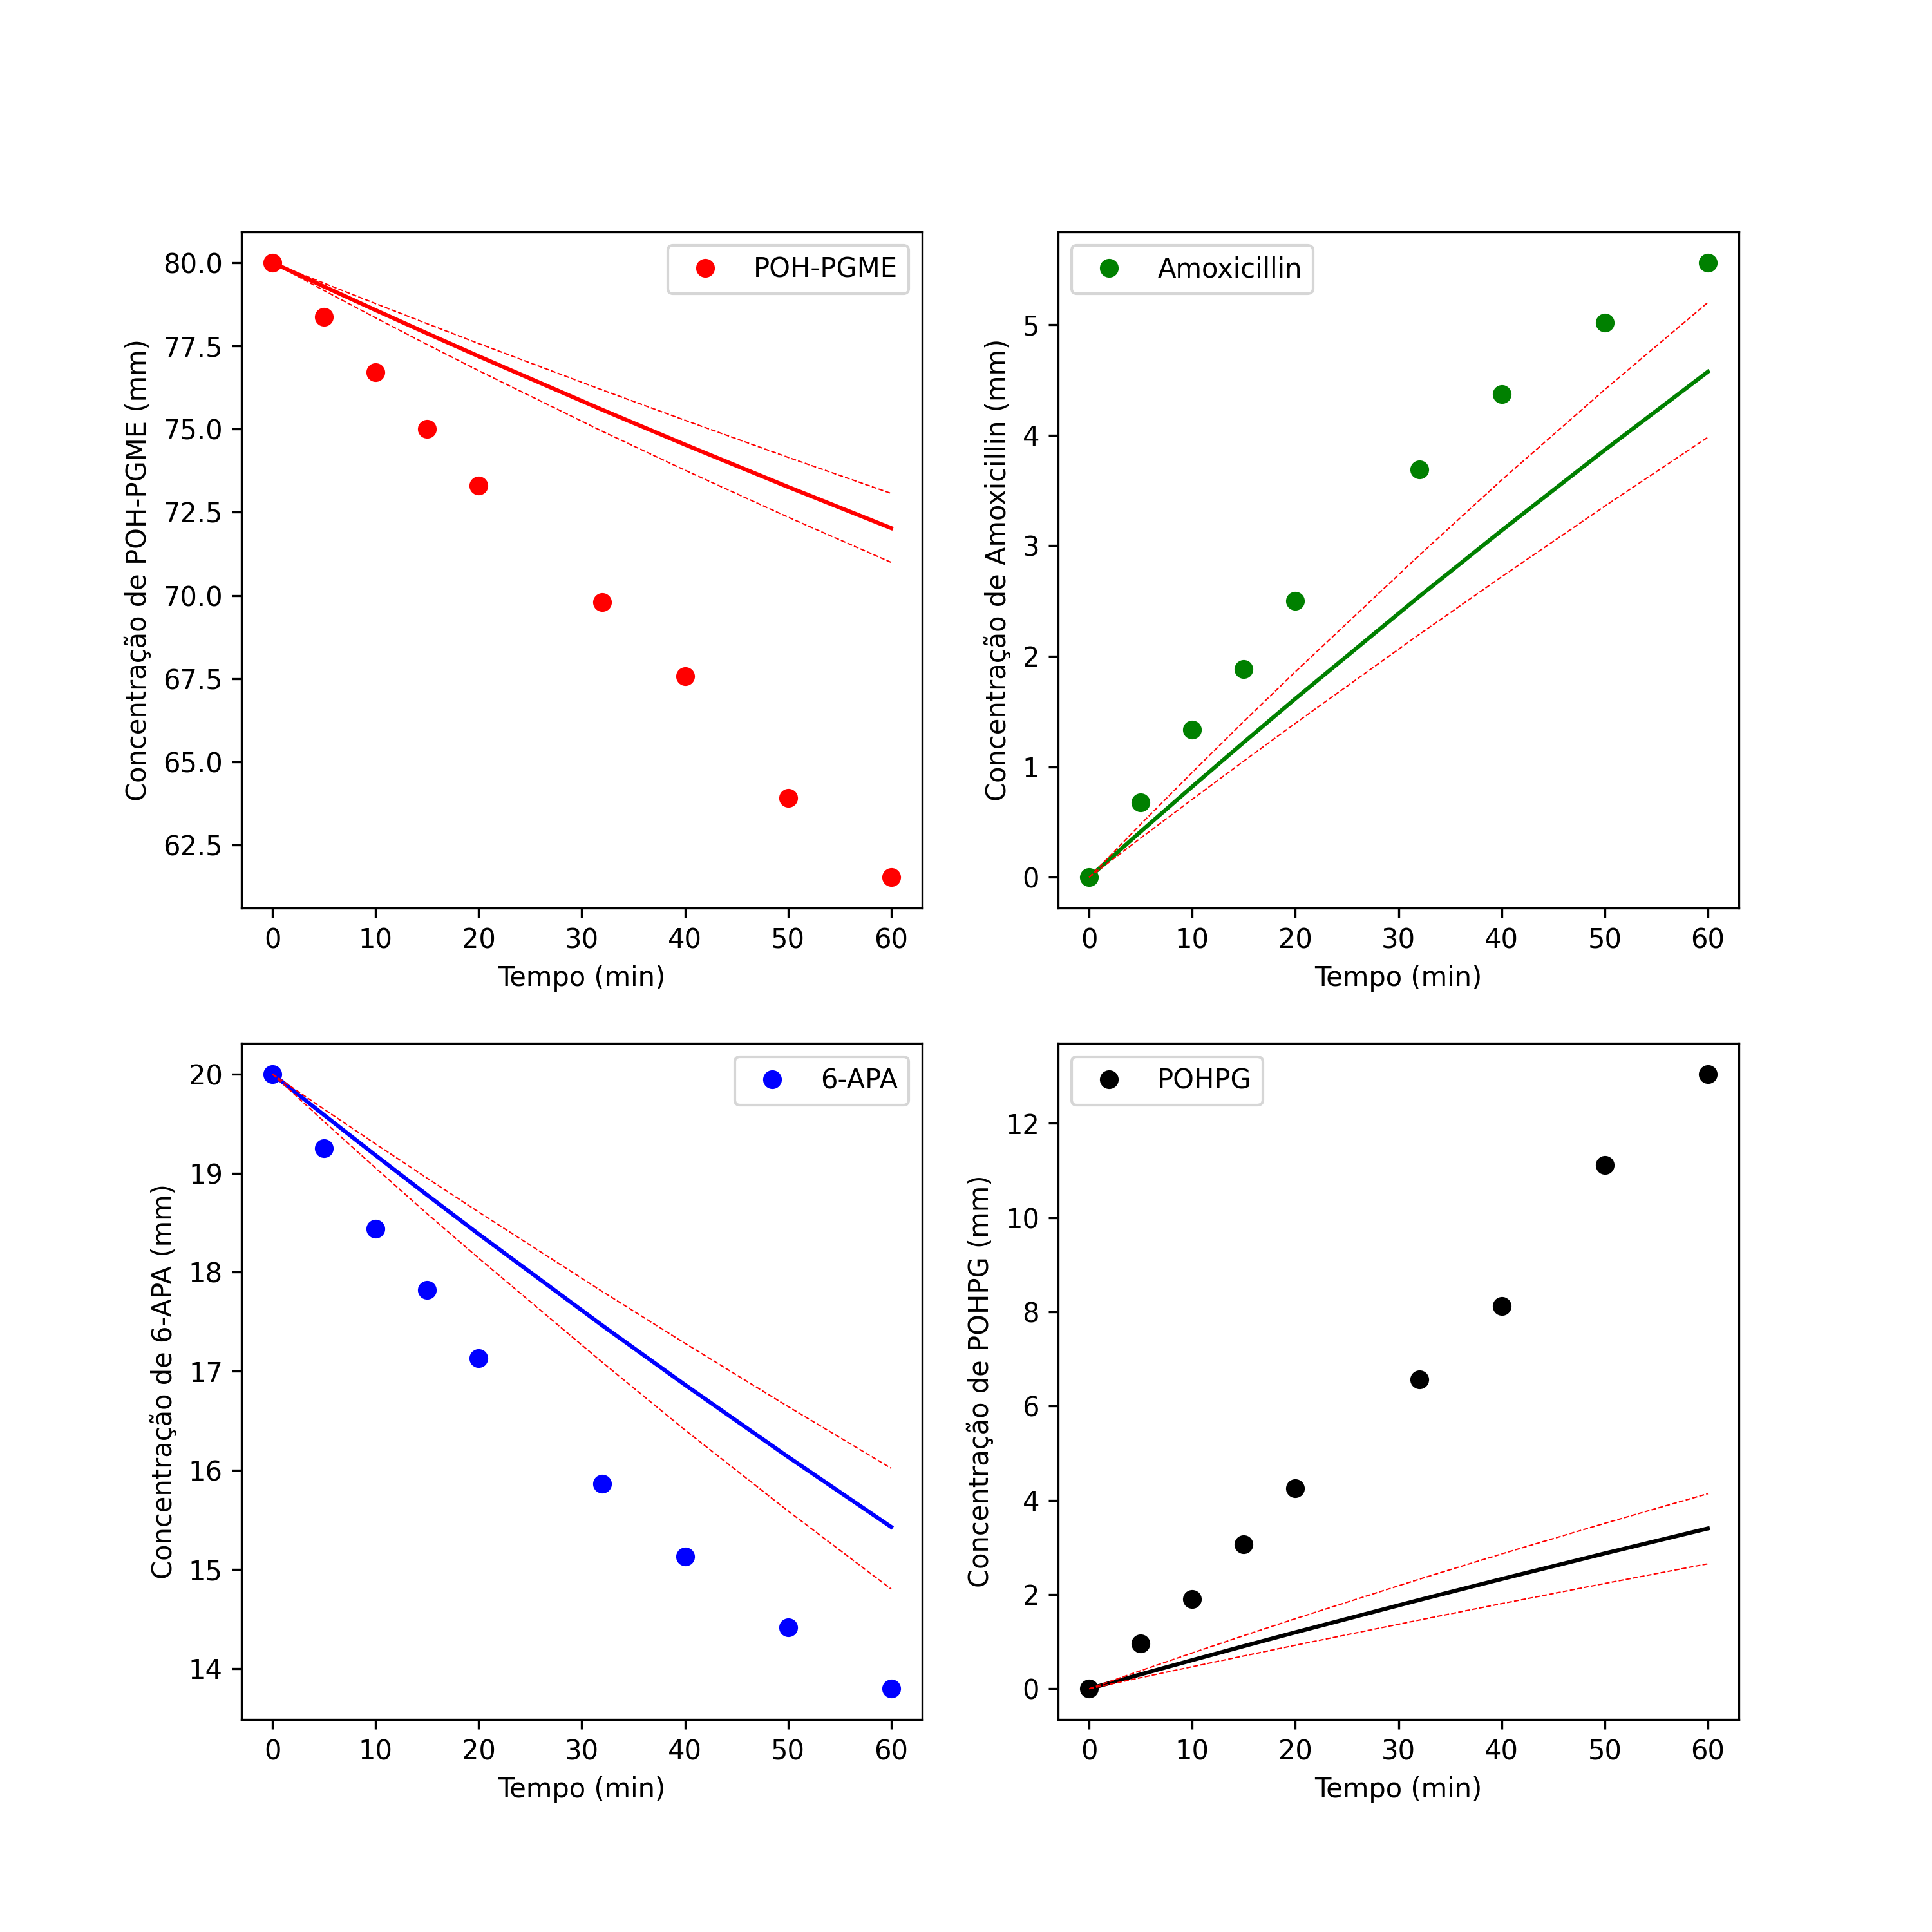 POH-PGME
Concentração de POH-PGME (mm)
80.0
77.5
75.0
72.5
70.0
67.5
65.0
62.5
0 10 20 30 40 50 60
Tempo (min)
Amoxicillin
Concentração de Amoxicillin (mm)
5
4
3
2
1
0
0 10 20 30 40 50 60
Tempo (min)
6-APA
Concentração de 6-APA (mm)
20
19
18
17
16
15
14
0 10 20 30 40 50 60
Tempo (min)
POHPG
Concentração de POHPG (mm)
12
10
8
6
4
2
0
0 10 20 30 40 50 60
Tempo (min)